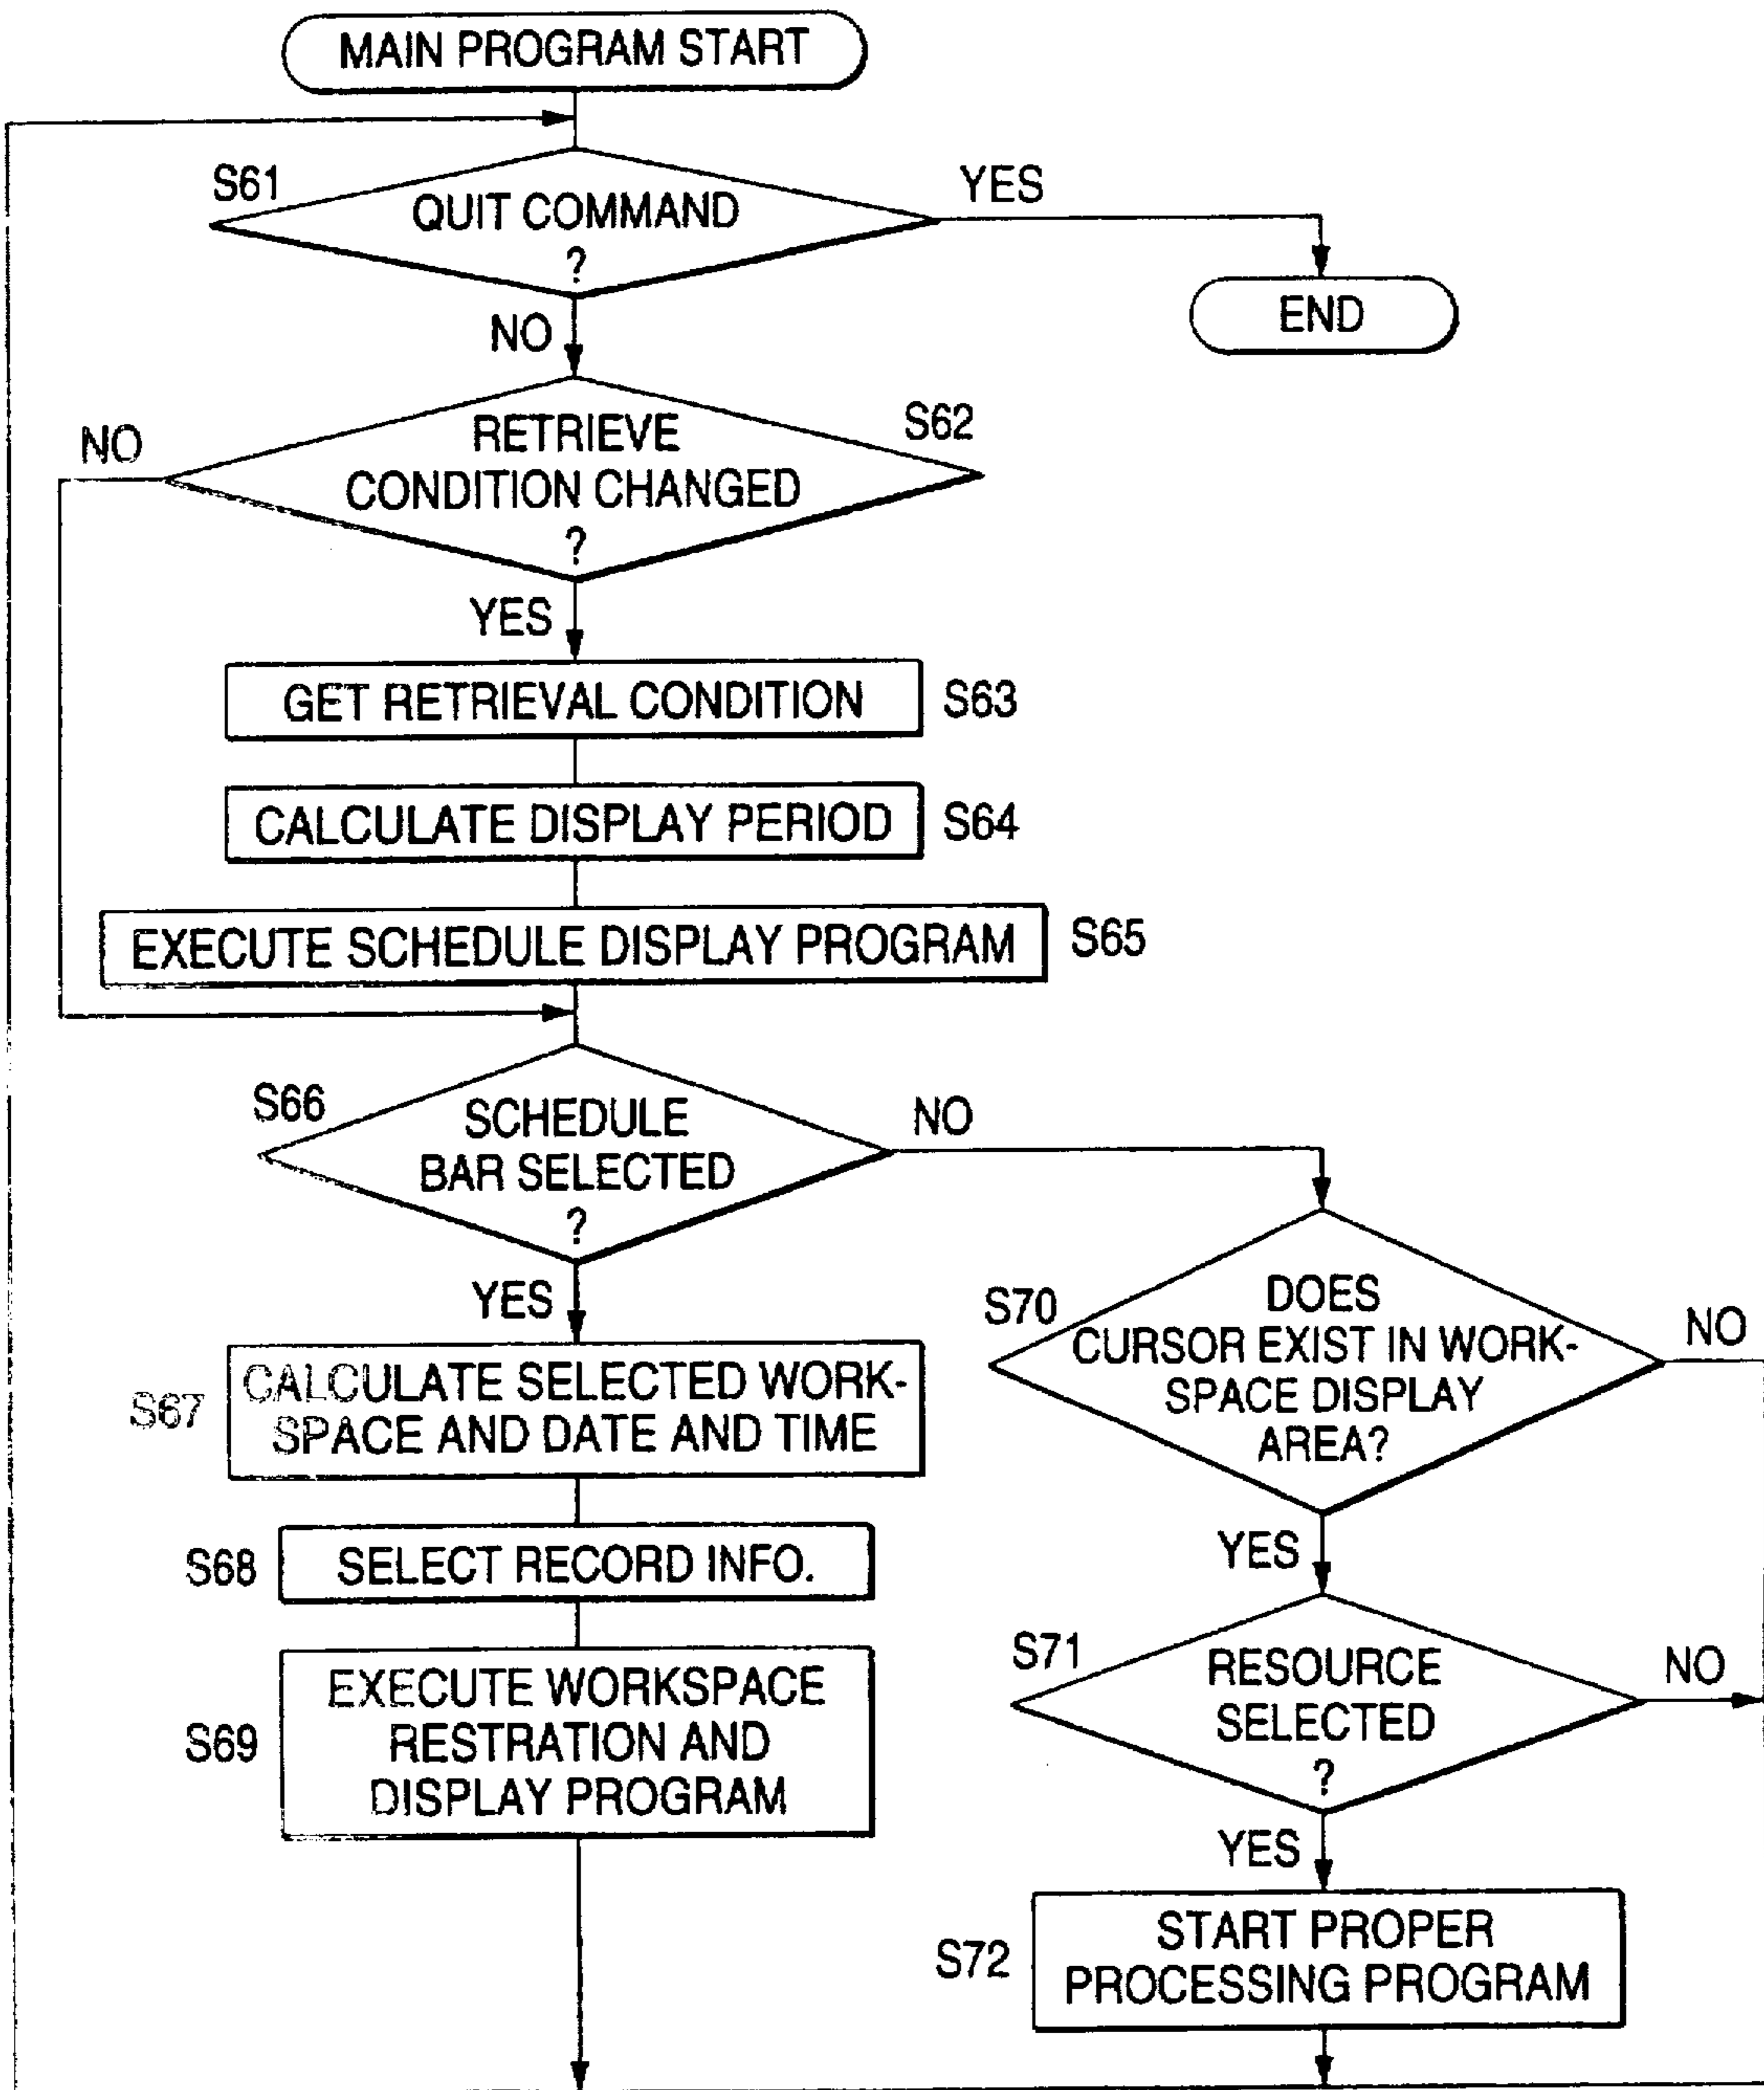 MAIN PROGRAM START
S61
QUIT COMMAND
?
YES
END
NO
NO
RETRIEVE
CONDITION CHANGED
?
S62
YES
GET RETRIEVAL CONDITION
S63
CALCULATE DISPLAY PERIOD
S64
EXECUTE SCHEDULE DISPLAY PROGRAM
S65
S66
SCHEDULE
BAR SELECTED
?
NO
YES
S67
CALCULATE SELECTED WORK-
SPACE AND DATE AND TIME
S68
SELECT RECORD INFO.
S69
EXECUTE WORKSPACE
RESTRATION AND
DISPLAY PROGRAM
S70
DOES
CURSOR EXIST IN WORK-
SPACE DISPLAY
AREA?
NO
YES
S71
RESOURCE
SELECTED
?
NO
YES
S72
START PROPER
PROCESSING PROGRAM